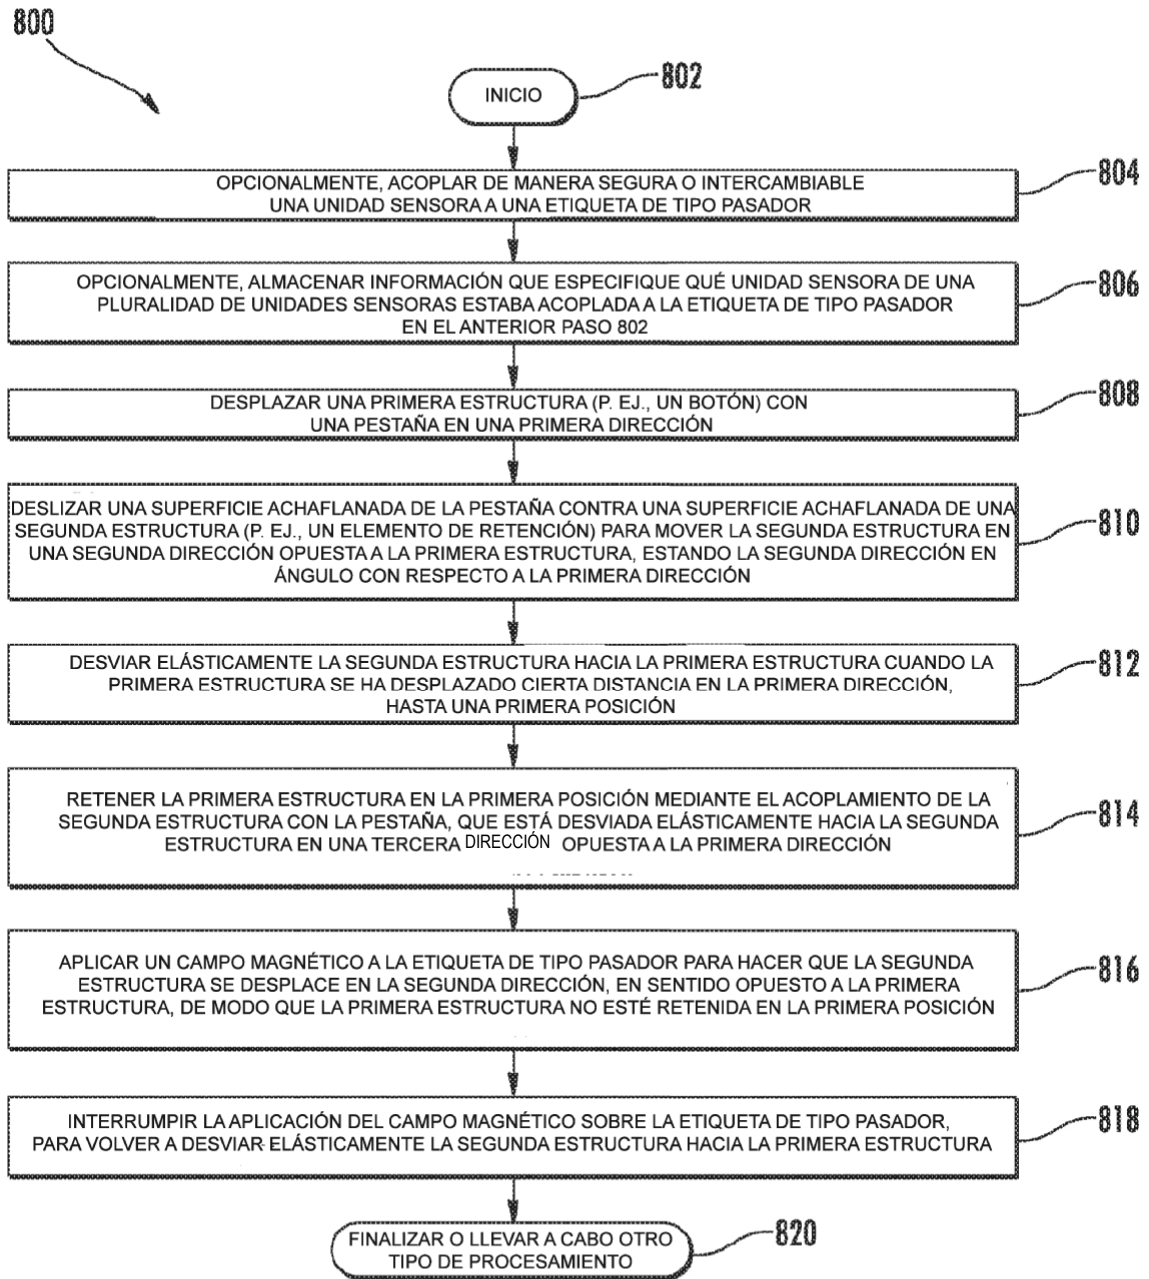 800
INICIO
802
OPCIONALMENTE, ACOPLAR DE MANERA SEGURA O INTERCAMBIABLE
UNA UNIDAD SENSORA A UNA ETIQUETA DE TIPO PASADOR
804
OPCIONALMENTE, ALMACENAR INFORMACIÓN QUE ESPECIFIQUE QUÉ UNIDAD SENSORA DE UNA
PLURALIDAD DE UNIDADES SENSORAS ESTABA ACOPLADA A LA ETIQUETA DE TIPO PASADOR
EN EL ANTERIOR PASO 802
806
DESPLAZAR UNA PRIMERA ESTRUCTURA (P. EJ., UN BOTÓN) CON
UNA PESTAÑA EN UNA PRIMERA DIRECCIÓN
808
DESLIZAR UNA SUPERFICIE ACHAFLANADA DE LA PESTAÑA CONTRA UNA SUPERFICIE ACHAFLANADA DE UNA
SEGUNDA ESTRUCTURA (P. EJ., UN ELEMENTO DE RETENCIÓN) PARA MOVER LA SEGUNDA ESTRUCTURA EN
UNA SEGUNDA DIRECCIÓN OPUESTA A LA PRIMERA ESTRUCTURA, ESTANDO LA SEGUNDA DIRECCIÓN EN
ÁNGULO CON RESPECTO A LA PRIMERA DIRECCIÓN
810
DESVIAR ELÁSTICAMENTE LA SEGUNDA ESTRUCTURA HACIA LA PRIMERA ESTRUCTURA CUANDO LA
PRIMERA ESTRUCTURA SE HA DESPLAZADO CIERTA DISTANCIA EN LA PRIMERA DIRECCIÓN,
HASTA UNA PRIMERA POSICIÓN
812
RETENER LA PRIMERA ESTRUCTURA EN LA PRIMERA POSICIÓN MEDIANTE EL ACOPLAMIENTO DE LA
SEGUNDA ESTRUCTURA CON LA PESTAÑA, QUE ESTÁ DESVIADA ELÁSTICAMENTE HACIA LA SEGUNDA
ESTRUCTURA EN UNA TERCERA DIRECCIÓN OPUESTA A LA PRIMERA DIRECCIÓN
814
APLICAR UN CAMPO MAGNÉTICO A LA ETIQUETA DE TIPO PASADOR PARA HACER QUE LA SEGUNDA
ESTRUCTURA SE DESPLACE EN LA SEGUNDA DIRECCIÓN, EN SENTIDO OPUESTO A LA PRIMERA
ESTRUCTURA, DE MODO QUE LA PRIMERA ESTRUCTURA NO ESTÉ RETENIDA EN LA PRIMERA POSICIÓN
816
INTERRUMPIR LA APLICACIÓN DEL CAMPO MAGNÉTICO SOBRE LA ETIQUETA DE TIPO PASADOR,
PARA VOLVER A DESVIAR ELÁSTICAMENTE LA SEGUNDA ESTRUCTURA HACIA LA PRIMERA ESTRUCTURA
818
FINALIZAR O LLEVAR A CABO OTRO
TIPO DE PROCESAMIENTO
820